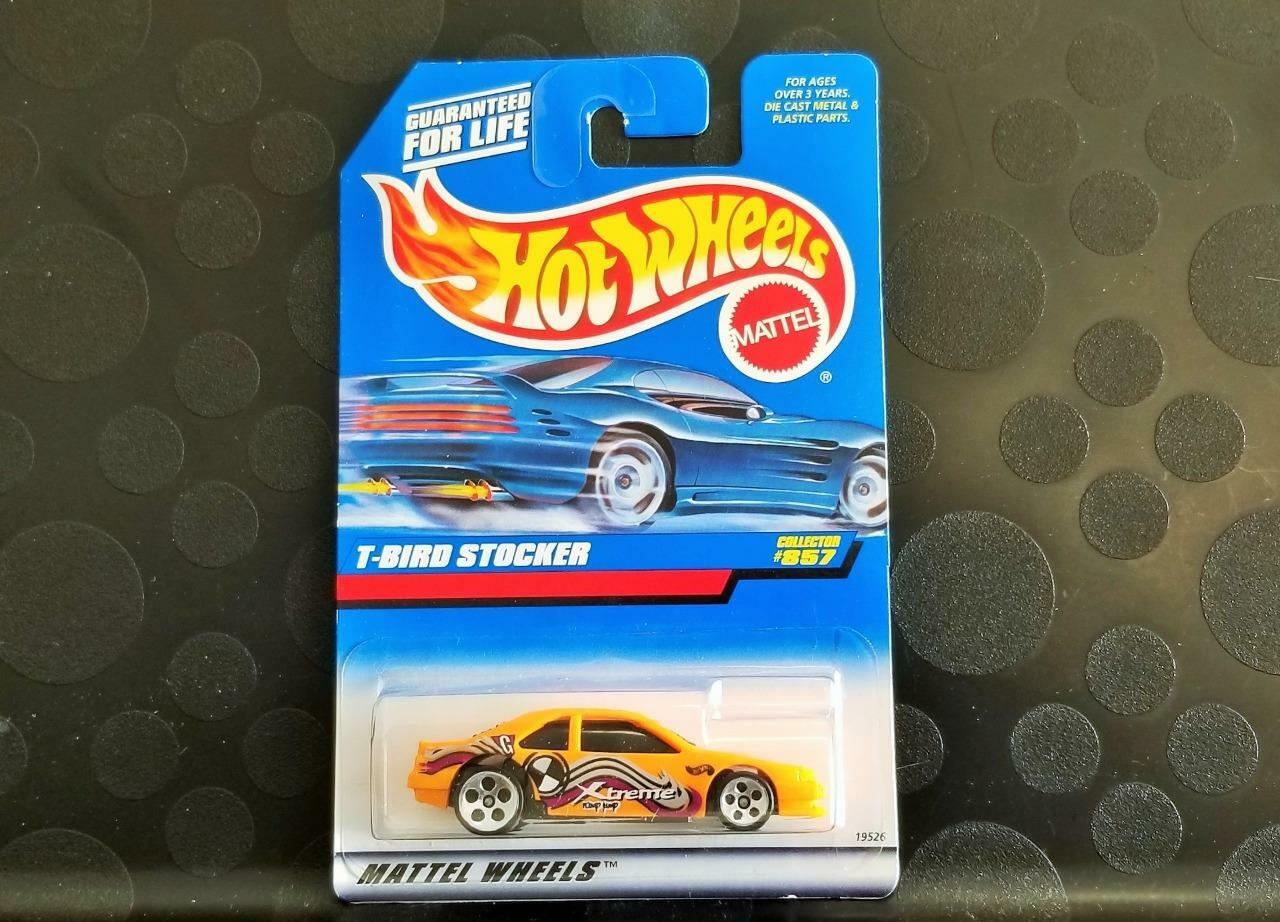 GUARANTEED
FOR LIFE
FOR AGES
OVER 3 YEARS.
DIE CAST METAL &
PLASTIC PARTS.
Hot Wheels
MATTEL
®
T-BIRD STOCKER
COLLECTOR
#857
G
Xtreme
19526
MATTEL WHEELS™